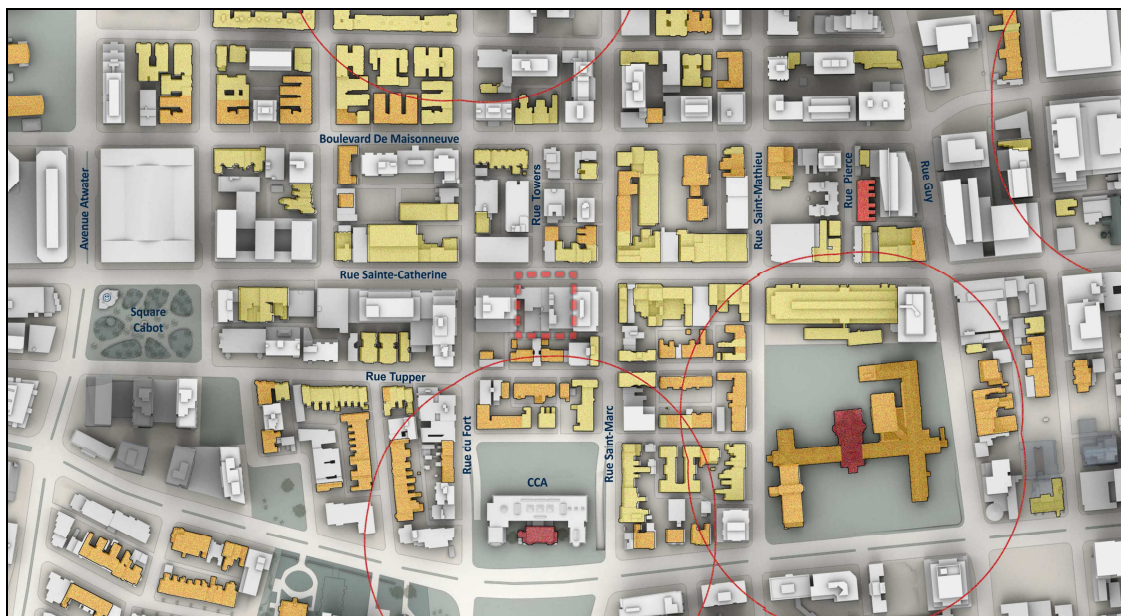 Boulevard De Maisonneuve
Avenue Atwater
Rue Towers
Rue Saint-Mathieu
Rue Pierce
Rue Guy
Rue Sainte-Catherine
Square
Cabot
Rue Tupper
Rue du Fort
Rue Saint-Marc
CCA